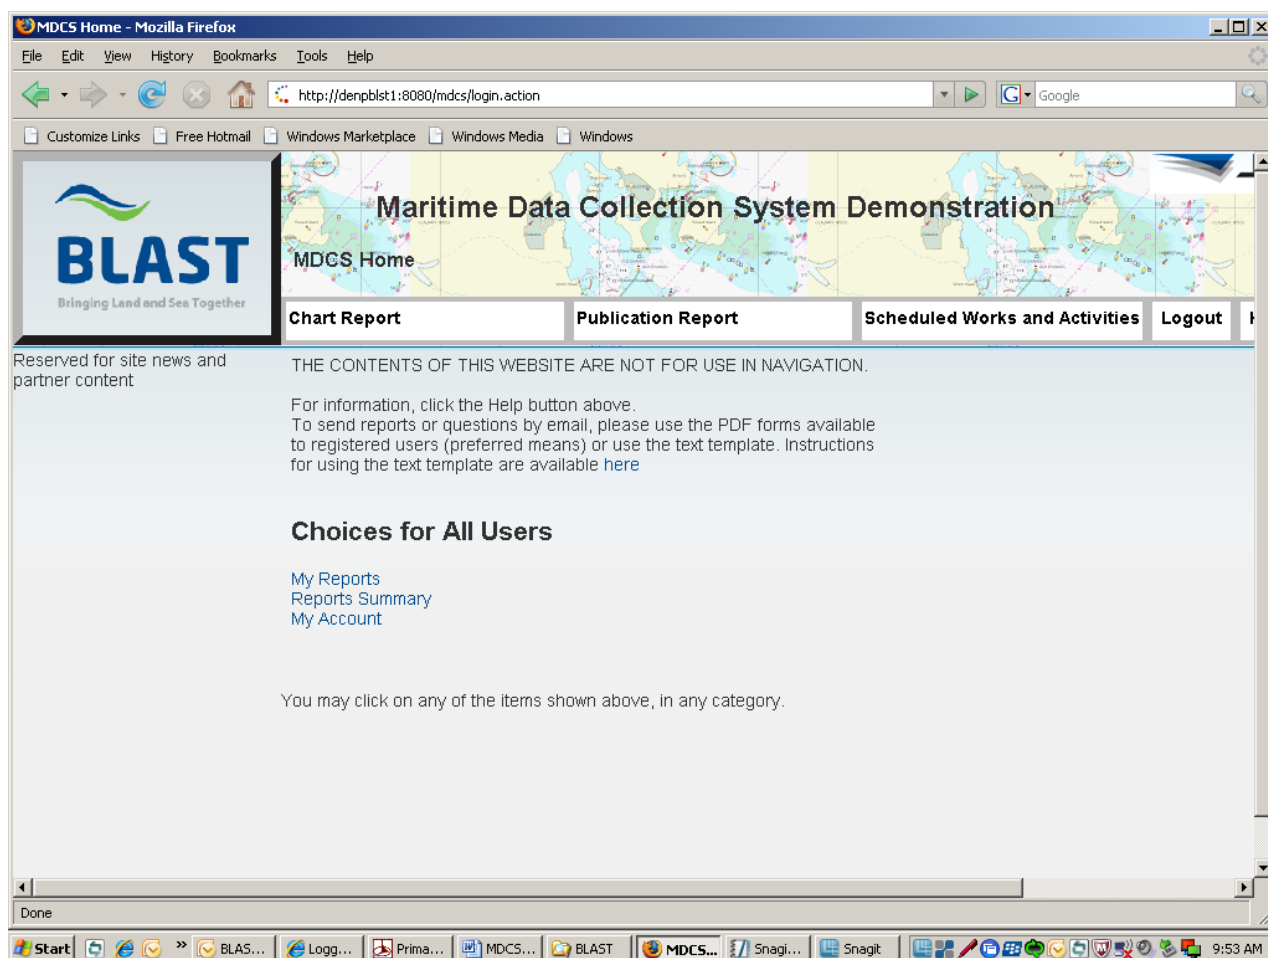 MDCS Home - Mozilla Firefox
File Edit View History Bookmarks Tools Help
http://denpblst1:8080/mdcs/login.action
Google
Customize Links Free Hotmail Windows Marketplace Windows Media Windows
BLAST
Bringing Land and Sea Together
Maritime Data Collection System Demonstration
MDCS Home
Chart Report Publication Report Scheduled Works and Activities Logout
Reserved for site news and
partner content
THE CONTENTS OF THIS WEBSITE ARE NOT FOR USE IN NAVIGATION.
For information, click the Help button above.
To send reports or questions by email, please use the PDF forms available
to registered users (preferred means) or use the text template. Instructions
for using the text template are available here
Choices for All Users
My Reports
Reports Summary
My Account
You may click on any of the items shown above, in any category.
Done
Start » BLAS... Logg... Prima... MDCS... BLAST MDCS... Snagi... Snagit 9:53 AM